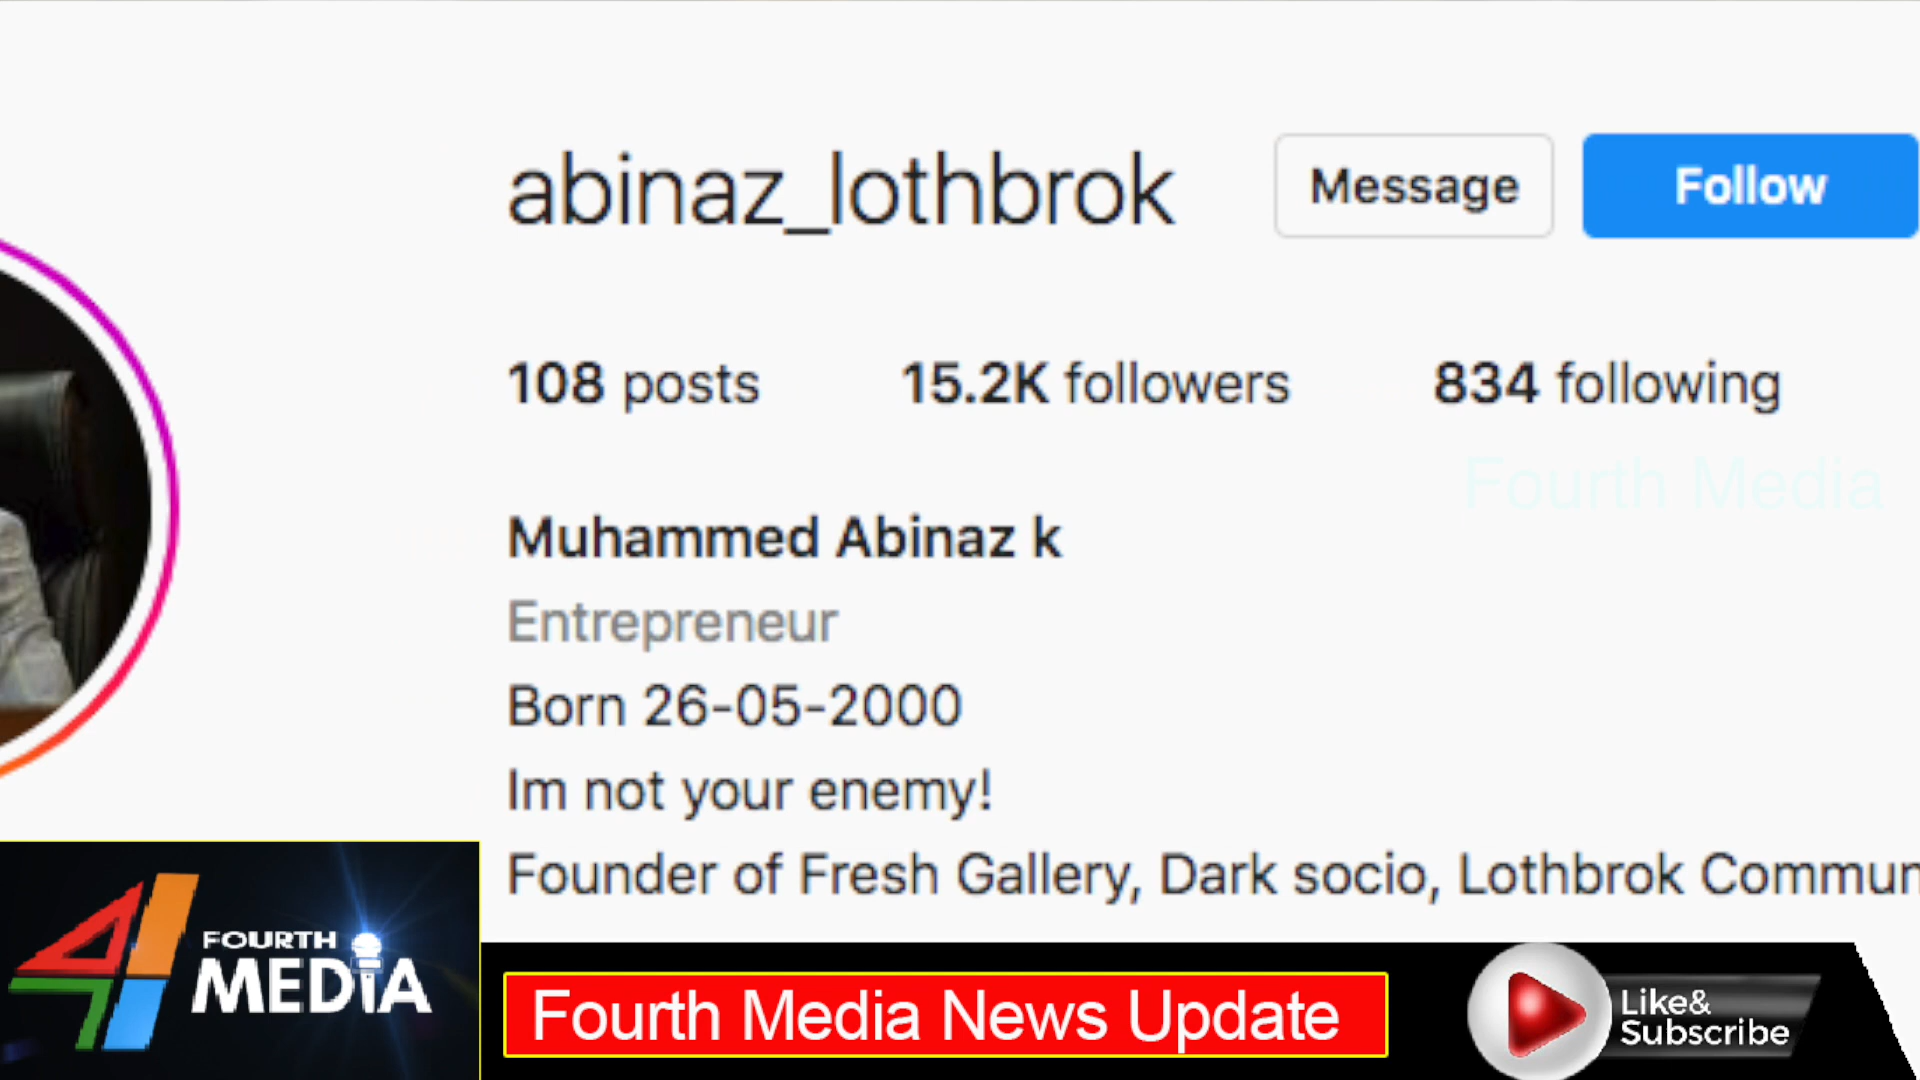 abinaz_lothbrok Message Follow
108 posts 15.2K followers 834 following
Fourth Media
Muhammed Abinaz k
Entrepreneur
Born 26-05-2000
Im not your enemy!
Founder of Fresh Gallery, Dark socio, Lothbrok Commun
4 FOURTH
MEDiA
Fourth Media News Update
Like&
Subscribe